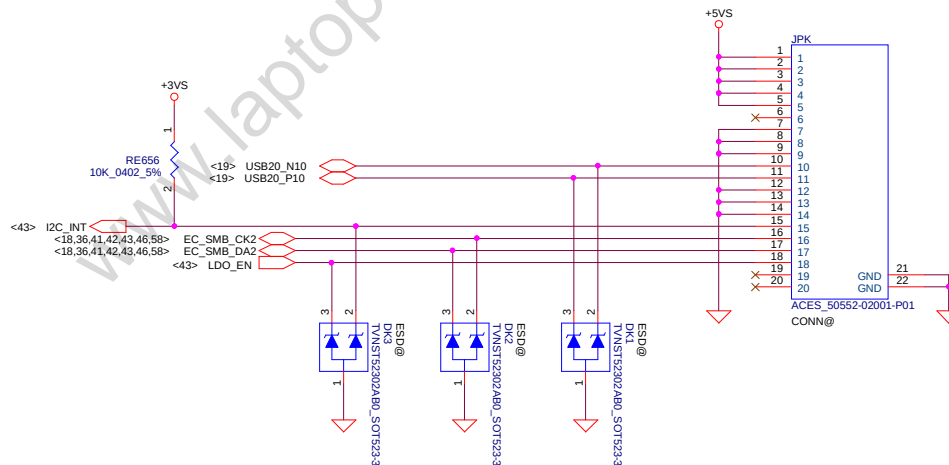 www.laptop
+5VS
JPK
+3VS
1
2
RE656
10K_0402_5%
<19> USB20_N10
<19> USB20_P10
<43> I2C_INT
<18,36,41,42,43,46,58> EC_SMB_CK2
<18,36,41,42,43,46,58> EC_SMB_DA2
<43> LDO_EN
1 1
2 2
3 3
4 4
5 5
6 6
7 7
8 8
9 9
10 10
11 11
12 12
13 13
14 14
15 15
16 16
17 17
18 18
19 19
20 20
GND 21
GND 22
ACES_50552-02001-P01
CONN@
3 2
1
ESD@
DK3
TVNST52302AB0_SOT523-3
3 2
1
ESD@
DK2
TVNST52302AB0_SOT523-3
3 2
1
ESD@
DK1
TVNST52302AB0_SOT523-3